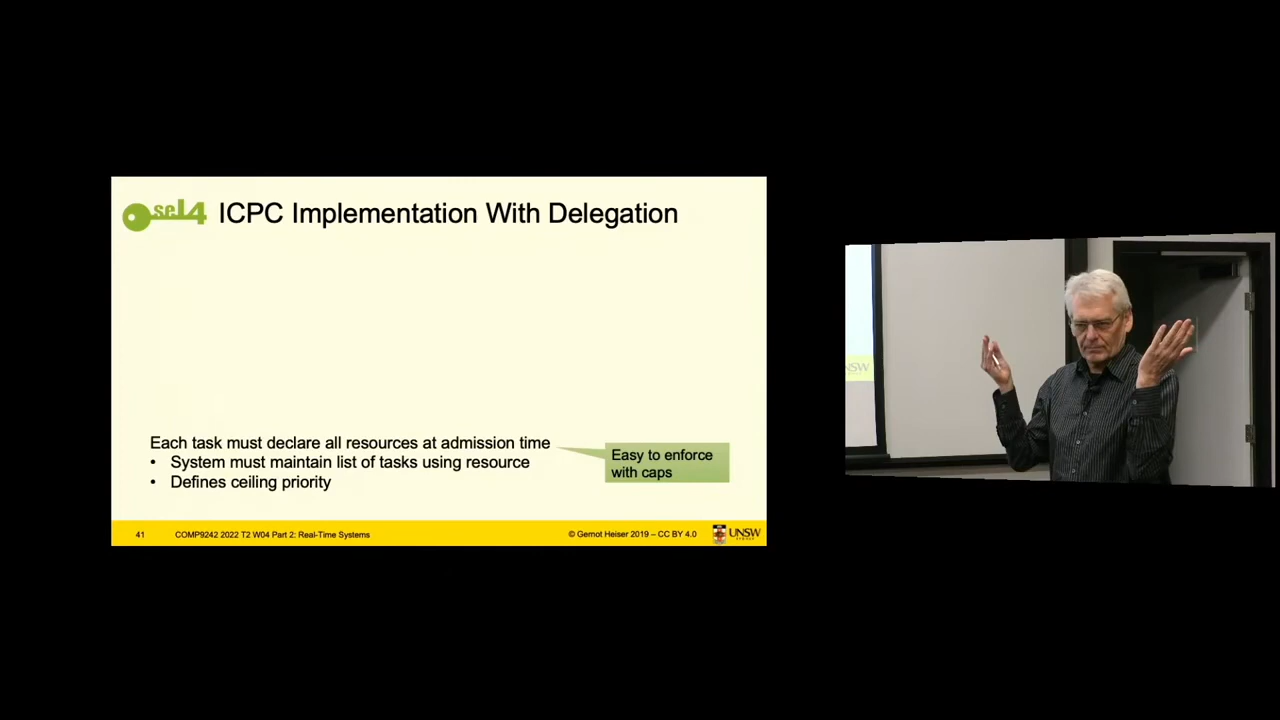 seL4 ICPC Implementation With Delegation
Each task must declare all resources at admission time
• System must maintain list of tasks using resource
• Defines ceiling priority
Easy to enforce
with caps
41 COMP9242 2022 T2 W04 Part 2: Real-Time Systems © Gernot Heiser 2019 – CC BY 4.0 UNSW